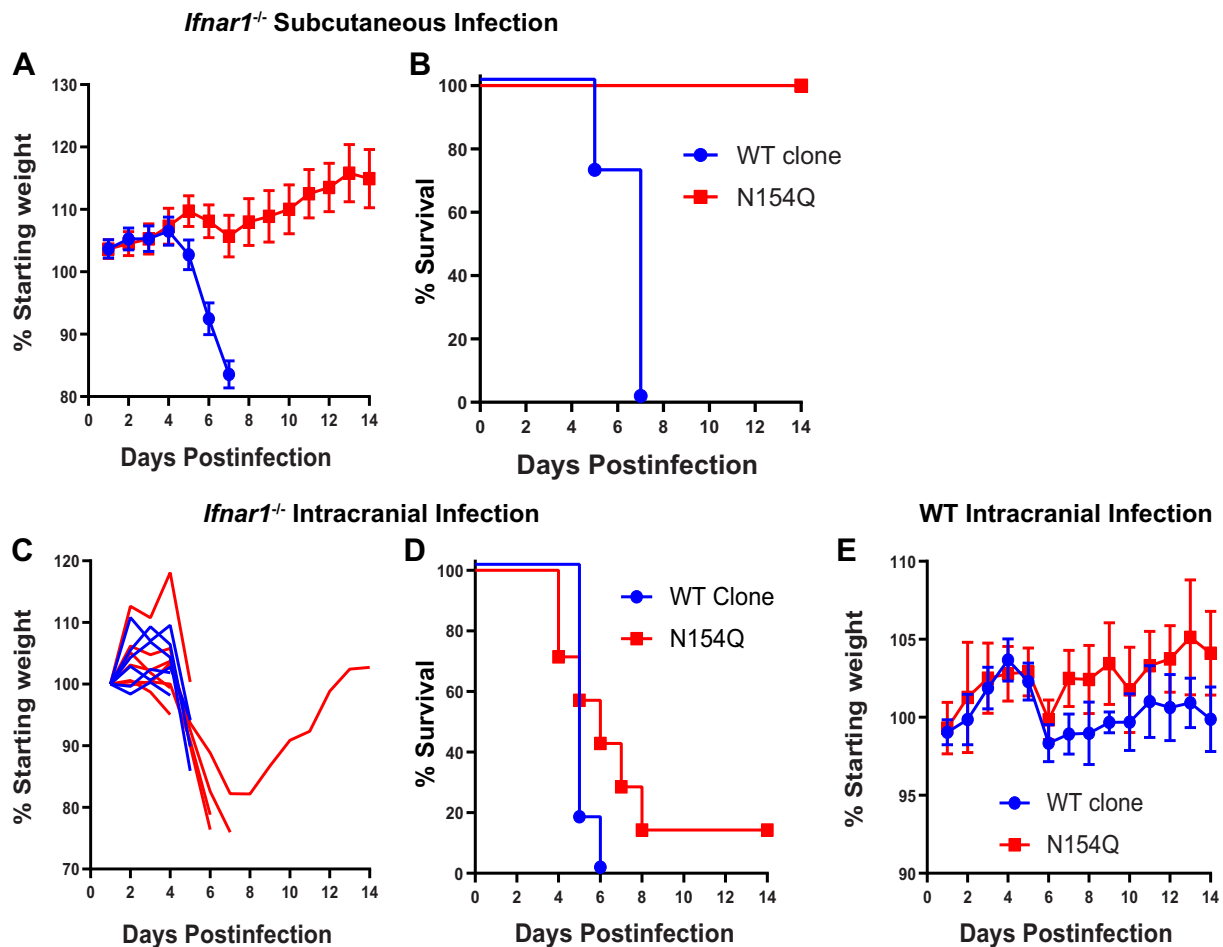 Ifnar1-/- Subcutaneous Infection
A
B
130
120
110
100
90
80
% Starting weight
0 2 4 6 8 10 12 14
Days Postinfection
100
80
60
40
20
0
% Survival
WT clone
N154Q
0 2 4 6 8 10 12 14
Days Postinfection
Ifnar1-/- Intracranial Infection
WT Intracranial Infection
C
D
E
120
110
100
90
80
70
% Starting weight
0 2 4 6 8 10 12 14
Days Postinfection
100
80
60
40
20
0
% Survival
WT Clone
N154Q
0 2 4 6 8 10 12 14
Days Postinfection
110
105
100
95
90
% Starting weight
WT clone
N154Q
0 2 4 6 8 10 12 14
Days Postinfection